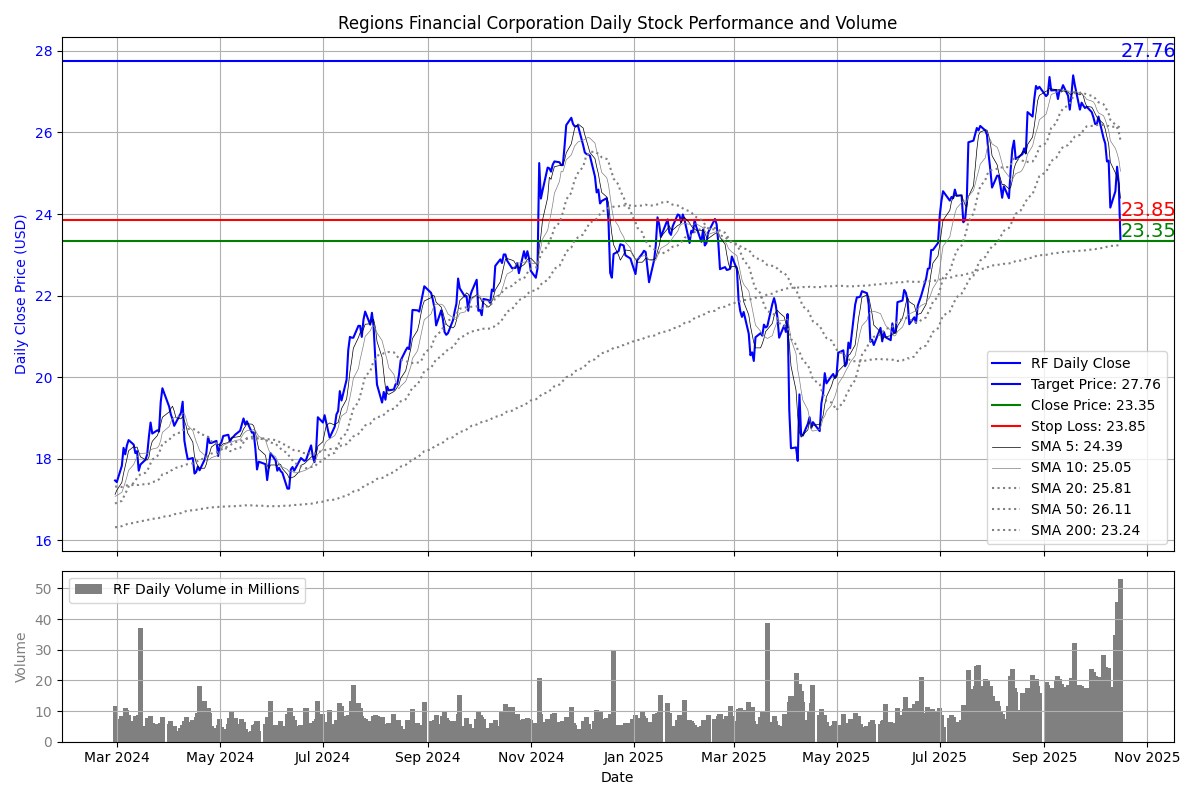 Regions Financial Corporation Daily Stock Performance and Volume
Daily Close Price (USD)
28
26
24
22
20
18
16
27.76
23.85
23.35
RF Daily Close
Target Price: 27.76
Close Price: 23.35
Stop Loss: 23.85
SMA 5: 24.39
SMA 10: 25.05
SMA 20: 25.81
SMA 50: 26.11
SMA 200: 23.24
Volume
50
40
30
20
10
0
RF Daily Volume in Millions
Mar 2024 May 2024 Jul 2024 Sep 2024 Nov 2024 Jan 2025 Mar 2025 May 2025 Jul 2025 Sep 2025 Nov 2025
Date